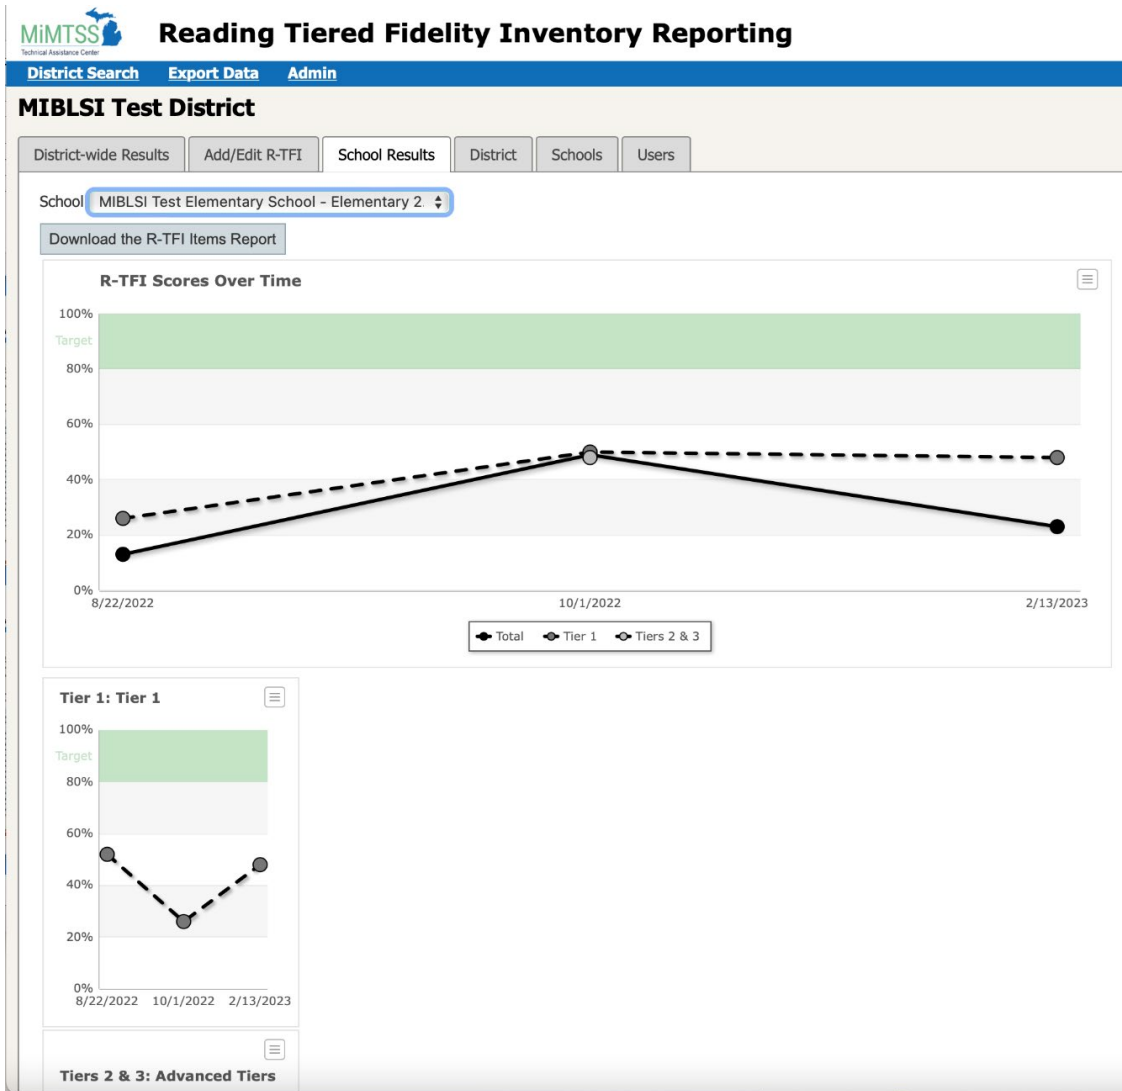 MiMTSS
Technical Assistance Center
Reading Tiered Fidelity Inventory Reporting
District Search Export Data Admin
MIBLSI Test District
District-wide Results Add/Edit R-TFI School Results District Schools Users
School MIBLSI Test Elementary School - Elementary 2.
Download the R-TFI Items Report
R-TFI Scores Over Time
100%
Target
80%
60%
40%
20%
0%
8/22/2022 10/1/2022 2/13/2023
Total Tier 1 Tiers 2 & 3
Tier 1: Tier 1
100%
Target
80%
60%
40%
20%
0%
8/22/2022 10/1/2022 2/13/2023
Tiers 2 & 3: Advanced Tiers